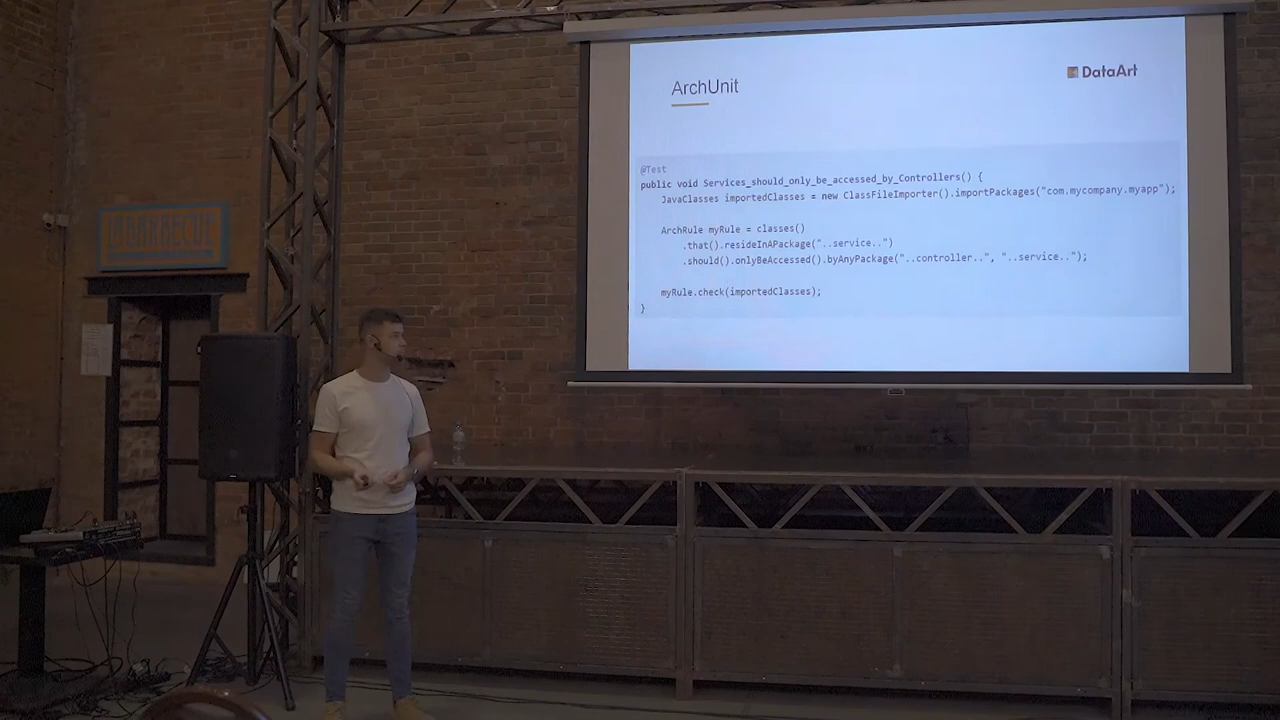 ArchUnit
DataArt
@Test
public void Services_should_only_be_accessed_by_Controllers() {
JavaClasses importedClasses = new ClassFileImporter().importPackages("com.mycompany.myapp");
ArchRule myRule = classes()
.that().resideInAPackage("..service..")
.should().onlyBeAccessed().byAnyPackage("..controller..", "..service..");
myRule.check(importedClasses);
}
BARBECUE